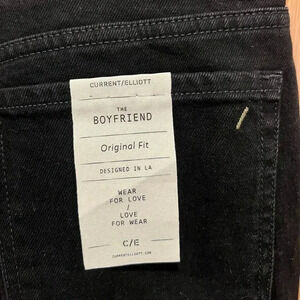 CURRENT/ELLIOTT
THE
BOYFRIEND
Original Fit
DESIGNED IN LA
WEAR
FOR LOVE
/
LOVE
FOR WEAR
C/E
CURRENTELLIOTT.COM